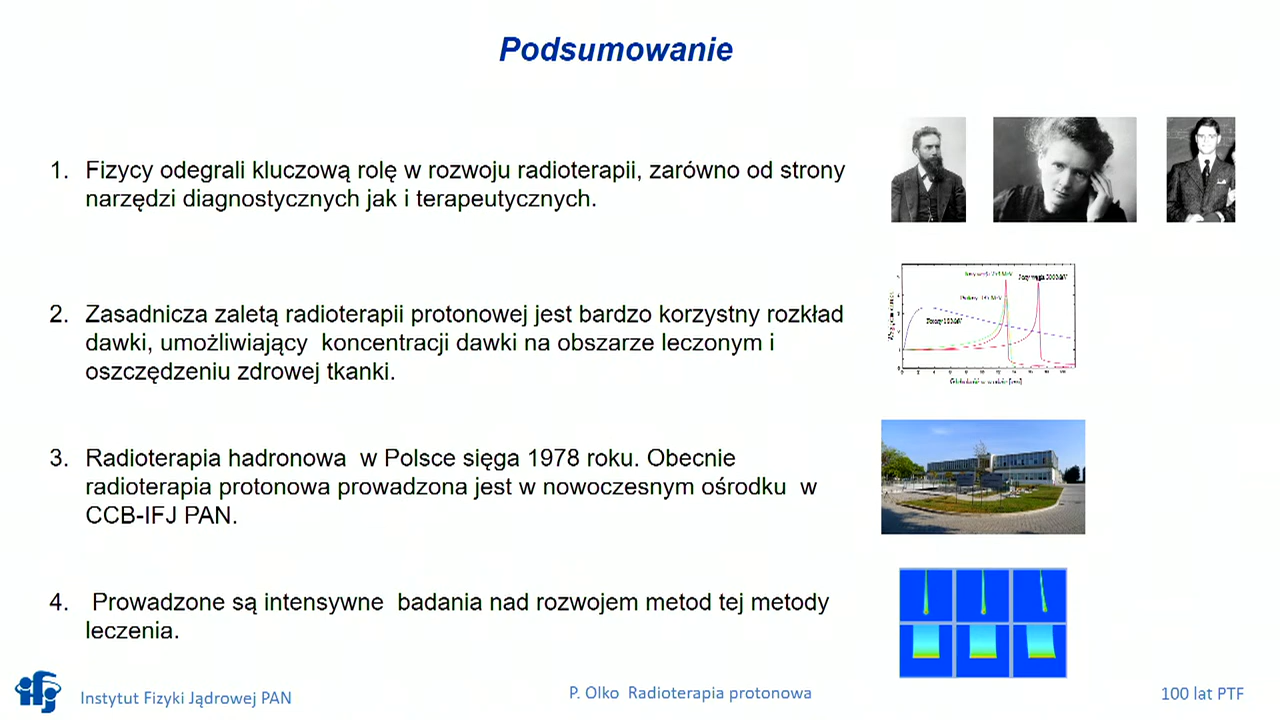 Podsumowanie
1. Fizycy odegrali kluczową rolę w rozwoju radioterapii, zarówno od strony
narzędzi diagnostycznych jak i terapeutycznych.
2. Zasadnicza zaletą radioterapii protonowej jest bardzo korzystny rozkład
dawki, umożliwiający koncentracji dawki na obszarze leczonym i
oszczędzeniu zdrowej tkanki.
3. Radioterapia hadronowa w Polsce sięga 1978 roku. Obecnie
radioterapia protonowa prowadzona jest w nowoczesnym ośrodku w
CCB-IFJ PAN.
4. Prowadzone są intensywne badania nad rozwojem metod tej metody
leczenia.
Instytut Fizyki Jądrowej PAN
P. Olko Radioterapia protonowa
100 lat PTF